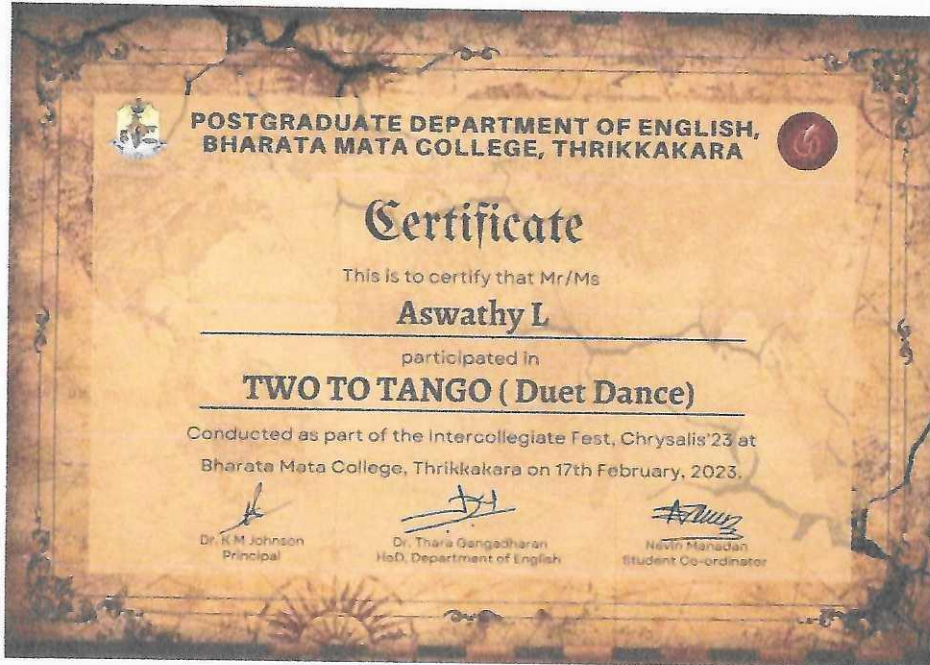 POSTGRADUATE DEPARTMENT OF ENGLISH,
BHARATA MATA COLLEGE, THRIKKAKARA
Certificate
This is to certify that Mr/Ms
Aswathy L
participated in
TWO TO TANGO ( Duet Dance)
Conducted as part of the Intercollegiate Fest, Chrysalis'23 at
Bharata Mata College, Thrikkakara on 17th February, 2023.
Dr. K M Johnson
Principal
Dr. Thara Gangadharan
HoD, Department of English
Nevin Manadan
Student Co-ordinator